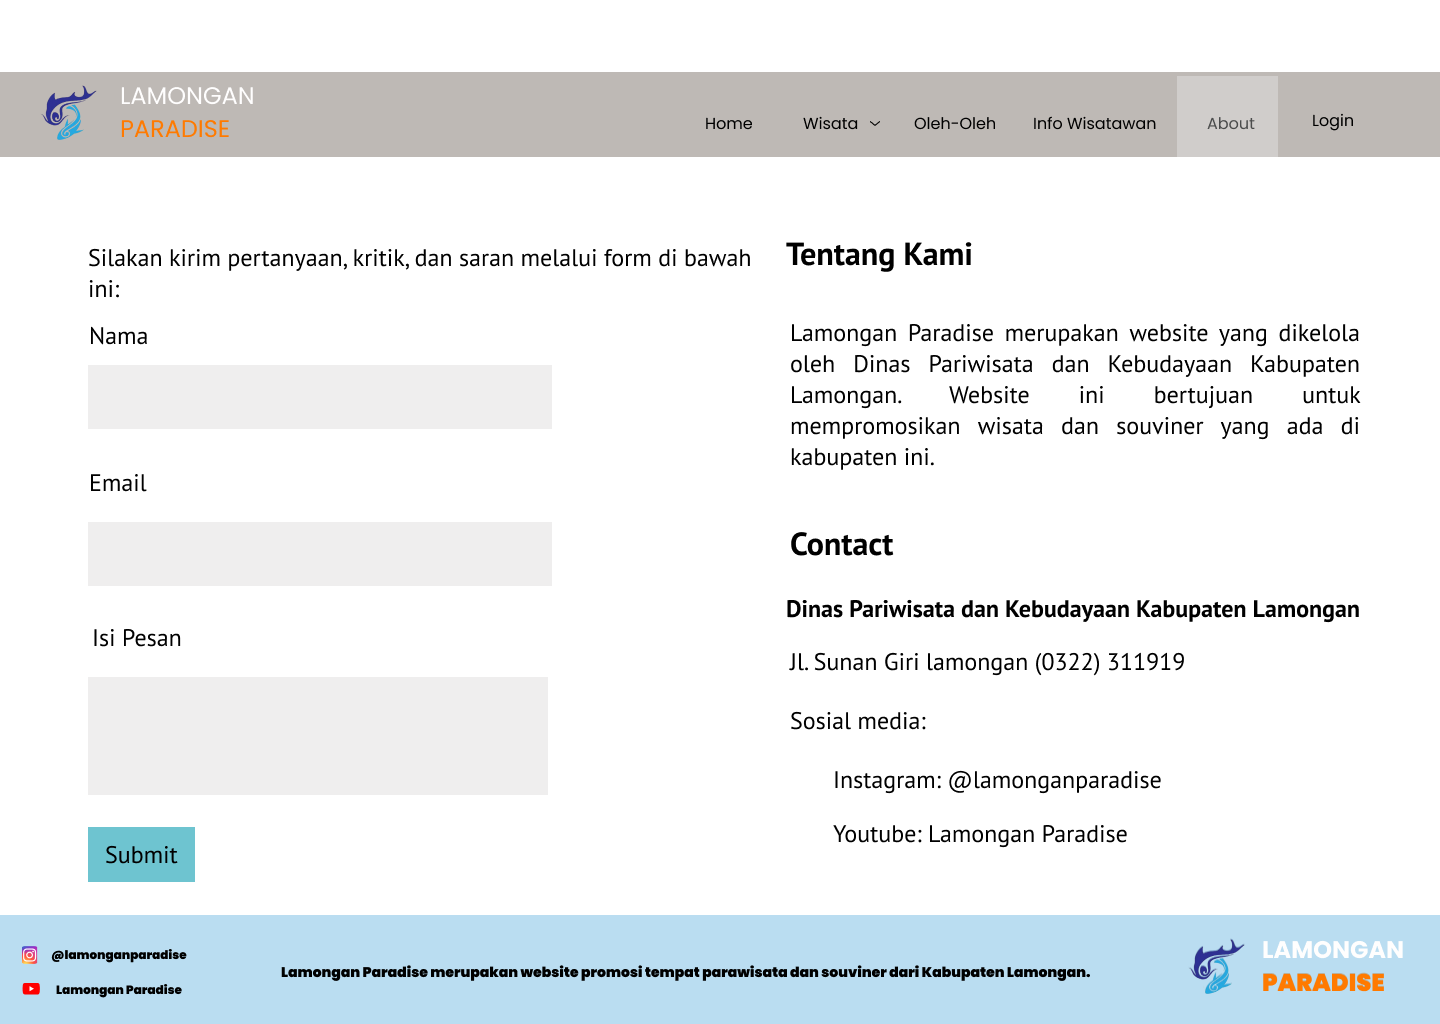 LAMONGAN
PARADISE
Home
Wisata
Oleh-Oleh
Info Wisatawan
About
Login
Silakan kirim pertanyaan, kritik, dan saran melalui form di bawah
ini:
Nama
Email
Isi Pesan
Submit
Tentang Kami
Lamongan Paradise merupakan website yang dikelola
oleh Dinas Pariwisata dan Kebudayaan Kabupaten
Lamongan. Website ini bertujuan untuk
mempromosikan wisata dan souviner yang ada di
kabupaten ini.
Contact
Dinas Pariwisata dan Kebudayaan Kabupaten Lamongan
Jl. Sunan Giri lamongan (0322) 311919
Sosial media:
Instagram: @lamonganparadise
Youtube: Lamongan Paradise
@lamonganparadise
Lamongan Paradise
Lamongan Paradise merupakan website promosi tempat parawisata dan souviner dari Kabupaten Lamongan.
LAMONGAN
PARADISE